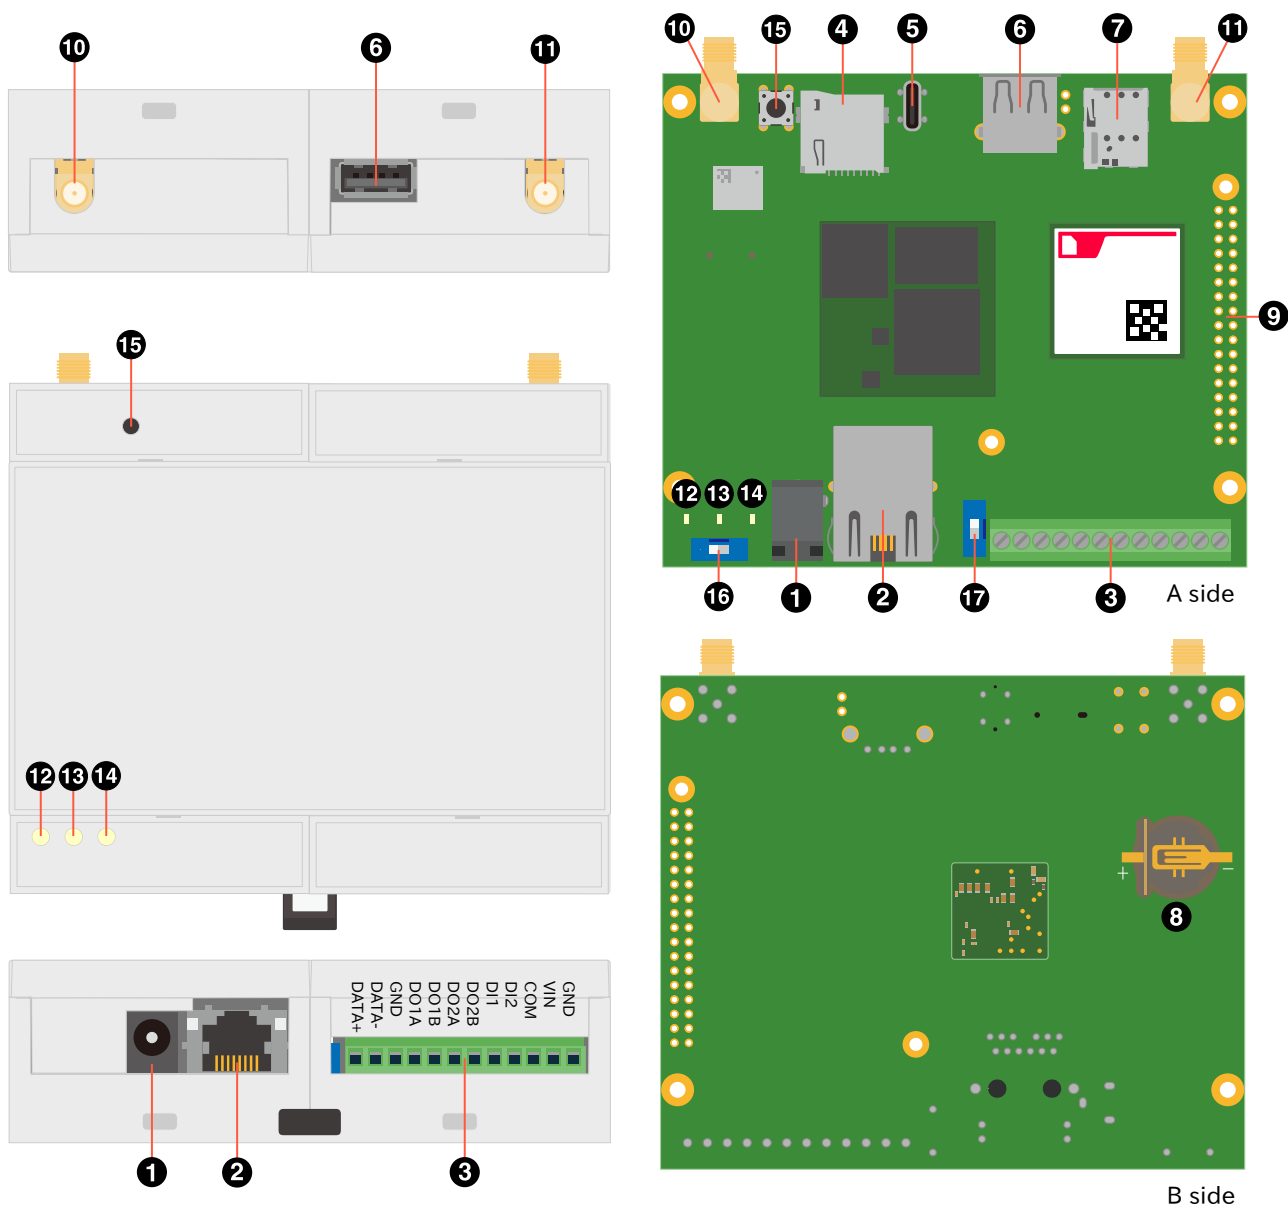 10 6 11
10 15 4 5 6 7 11
9
15
12 13 14
16 1 2 17 3
A side
12 13 14
8
+ −
DATA+
DATA-
GND
DO1A
DO1B
DO2A
DO2B
DI1
DI2
COM
VIN
GND
1 2 3
B side